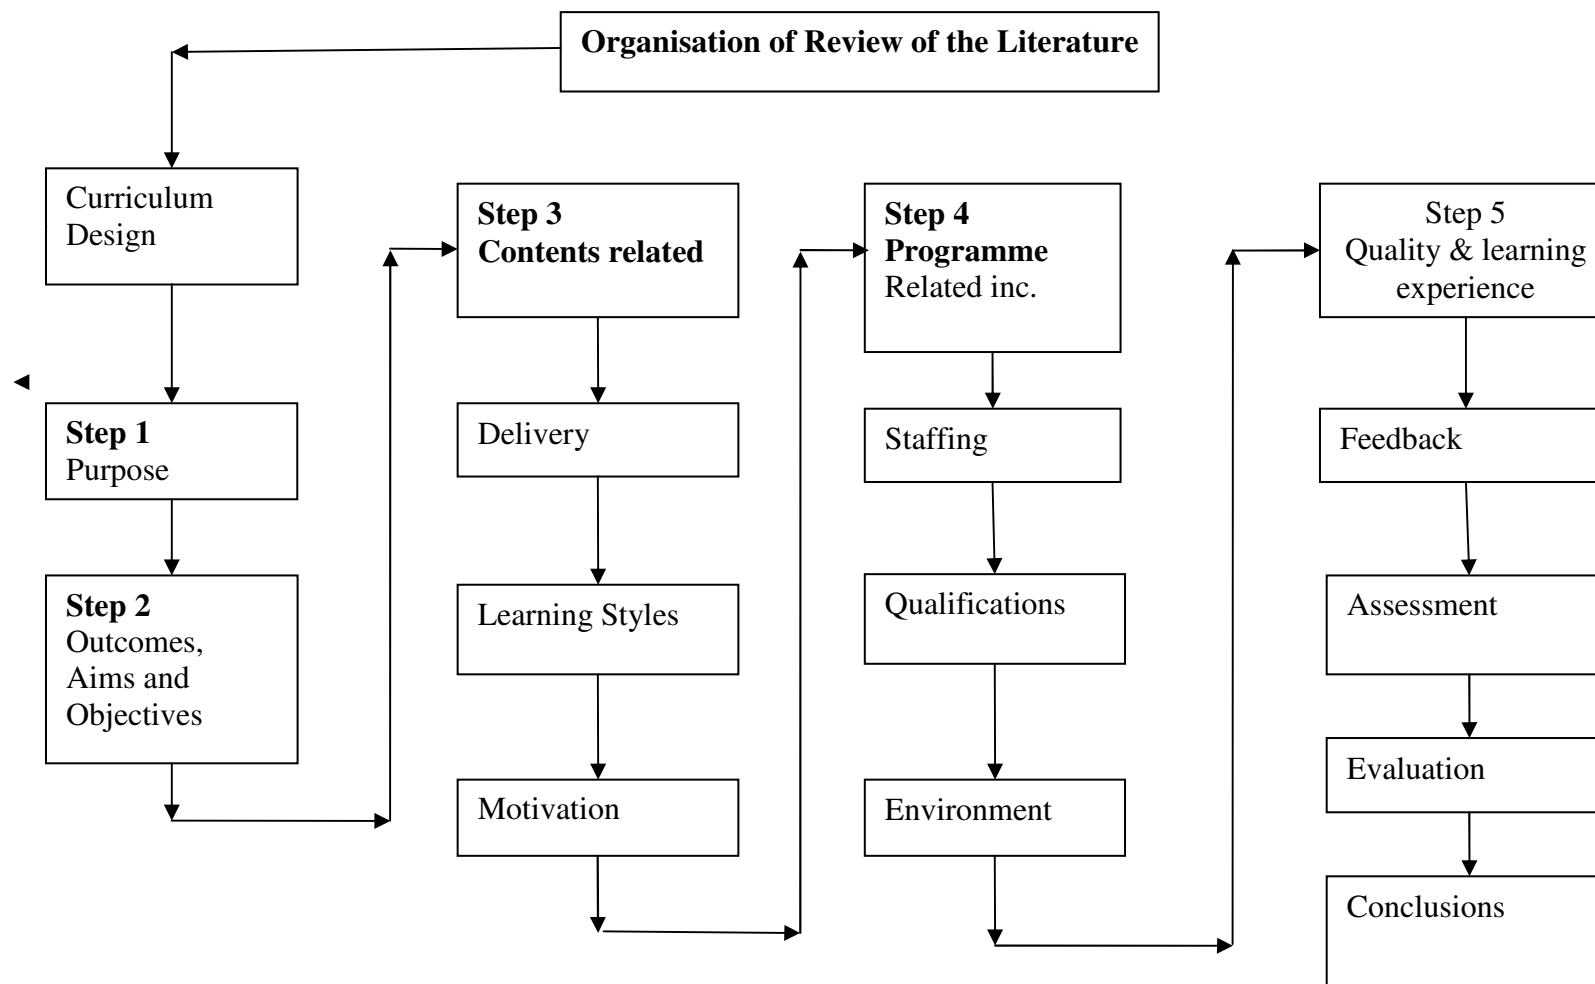 Organisation of Review of the Literature
Curriculum
Design
Step 1
Purpose
Step 2
Outcomes,
Aims and
Objectives
Step 3
Contents related
Delivery
Learning Styles
Motivation
Step 4
Programme
Related inc.
Staffing
Qualifications
Environment
Step 5
Quality & learning
experience
Feedback
Assessment
Evaluation
Conclusions